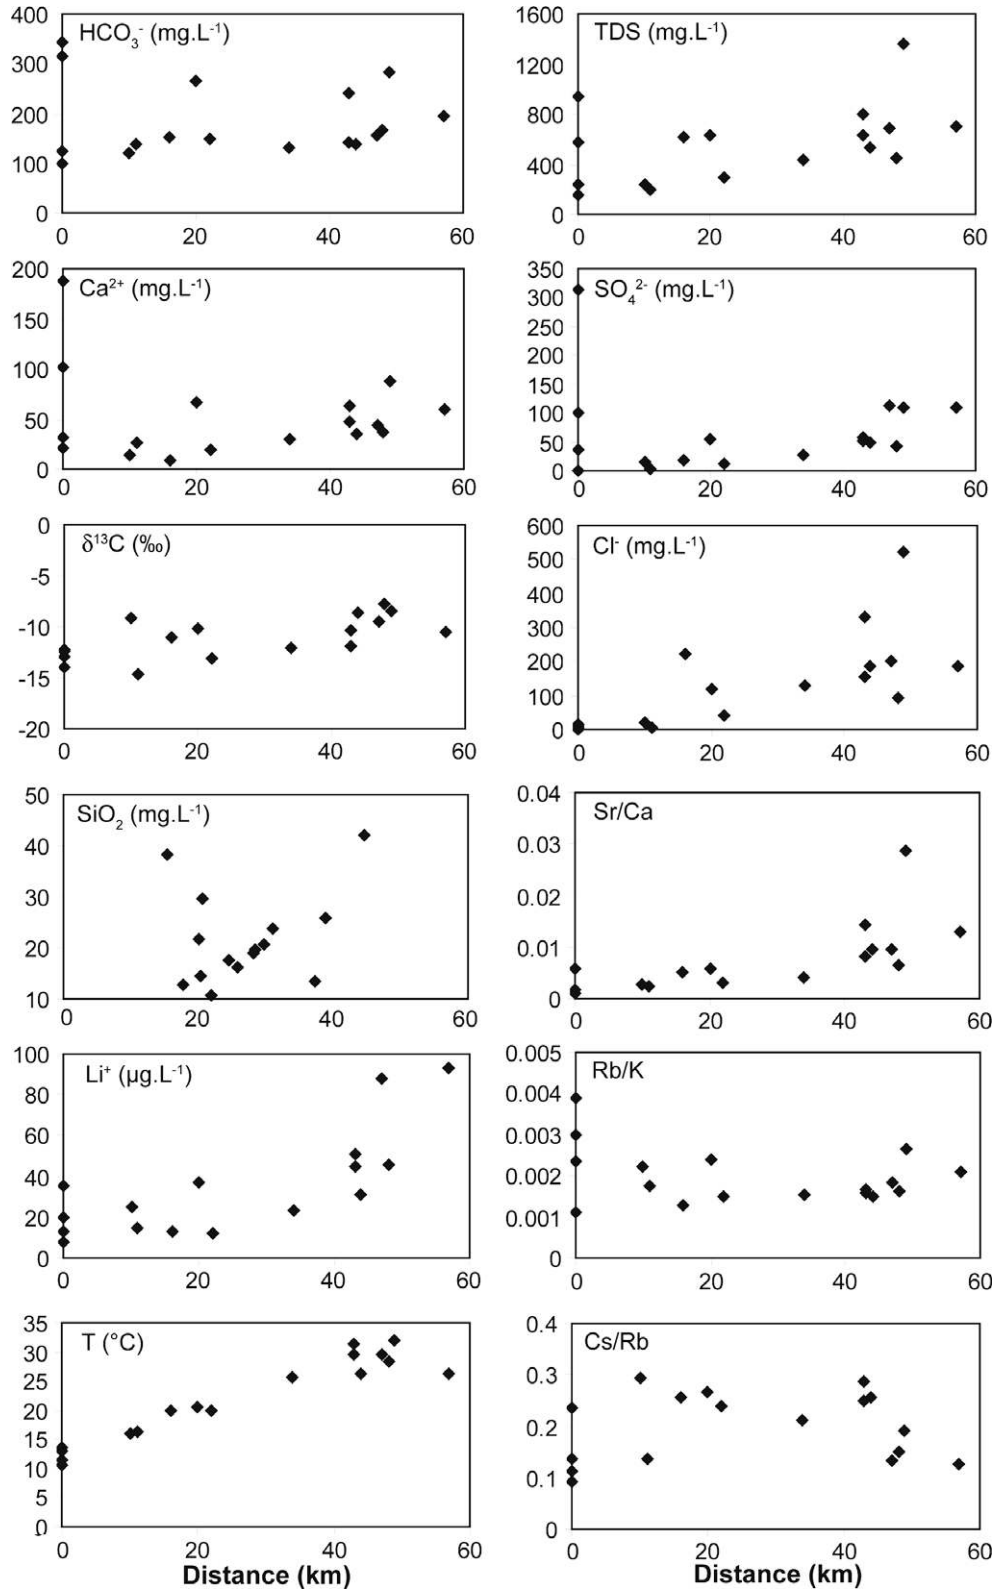 HCO₃⁻ (mg.L⁻¹)
400
300
200
100
0
0 20 40 60
TDS (mg.L⁻¹)
1600
1200
800
400
0
0 20 40 60
Ca²⁺ (mg.L⁻¹)
200
150
100
50
0
0 20 40 60
SO₄²⁻ (mg.L⁻¹)
350
300
250
200
150
100
50
0
0 20 40 60
δ¹³C (‰)
0
-5
-10
-15
-20
0 20 40 60
Cl⁻ (mg.L⁻¹)
600
500
400
300
200
100
0
0 20 40 60
SiO₂ (mg.L⁻¹)
50
40
30
20
10
0 20 40 60
Sr/Ca
0.04
0.03
0.02
0.01
0
0 20 40 60
Li⁺ (µg.L⁻¹)
100
80
60
40
20
0
0 20 40 60
Rb/K
0.005
0.004
0.003
0.002
0.001
0
0 20 40 60
T (°C)
35
30
25
20
15
10
5
0
0 20 40 60
Distance (km)
Cs/Rb
0.4
0.3
0.2
0.1
0
0 20 40 60
Distance (km)